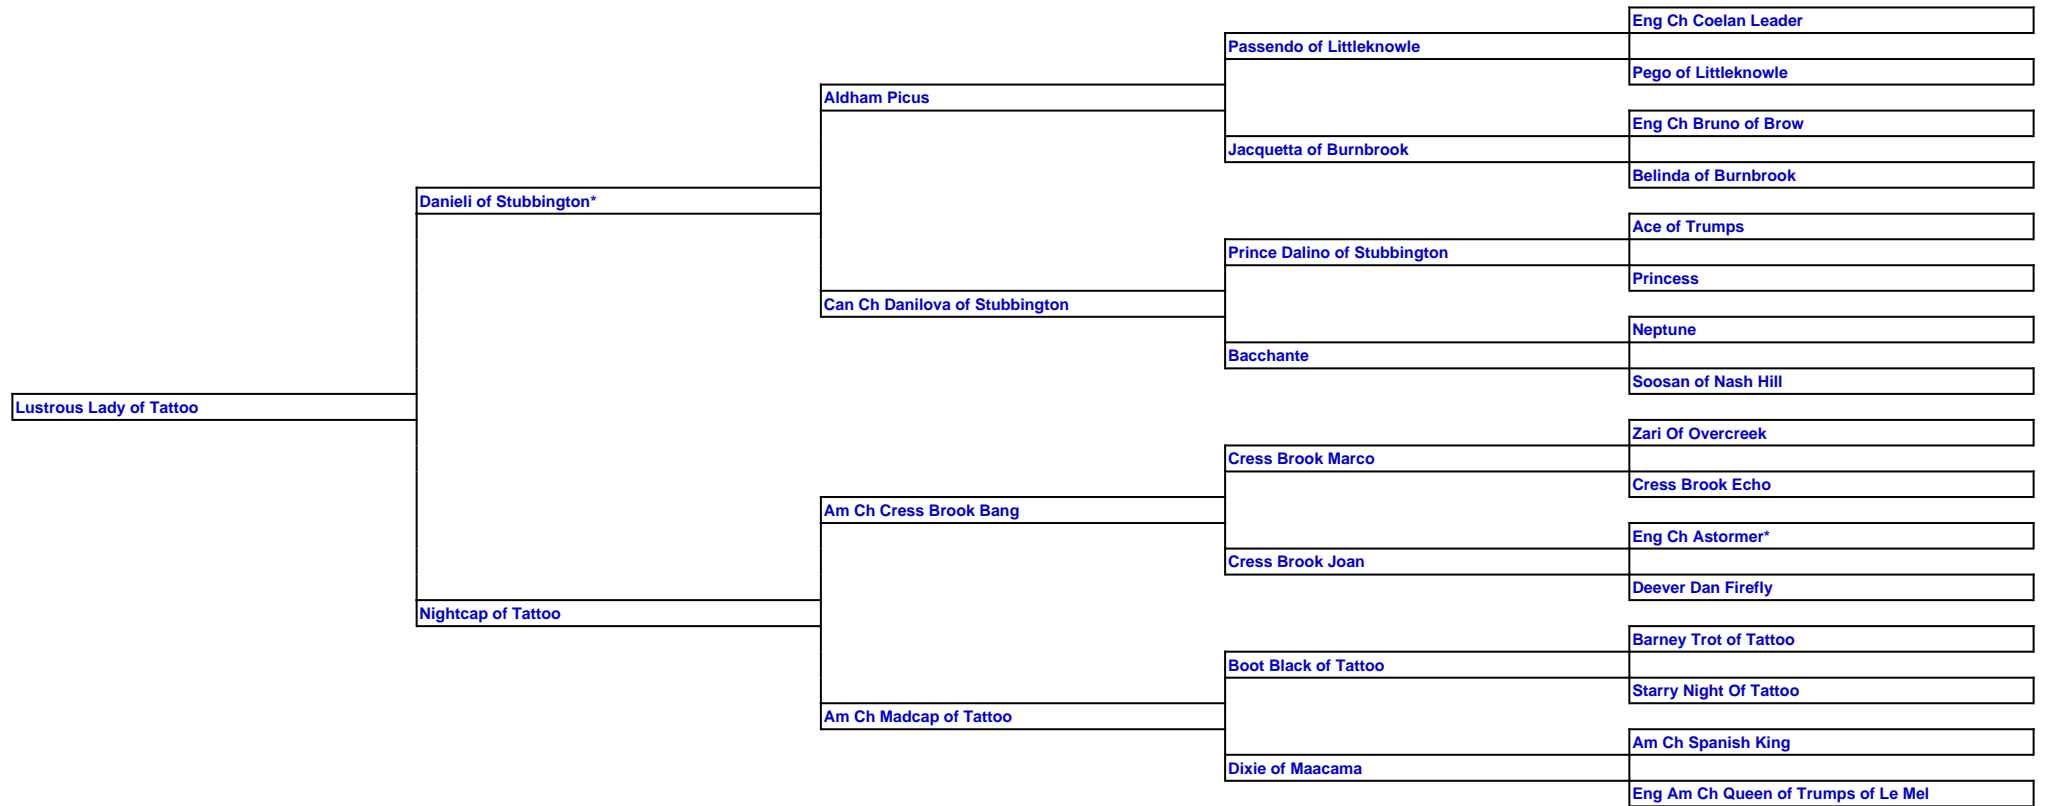 Eng Ch Coelan Leader
Passendo of Littleknowle
Pego of Littleknowle
Aldham Picus
Eng Ch Bruno of Brow
Jacquetta of Burnbrook
Belinda of Burnbrook
Danieli of Stubbington*
Ace of Trumps
Prince Dalino of Stubbington
Princess
Can Ch Danilova of Stubbington
Neptune
Bacchante
Soosan of Nash Hill
Lustrous Lady of Tattoo
Zari Of Overcreek
Cress Brook Marco
Cress Brook Echo
Am Ch Cress Brook Bang
Eng Ch Astormer*
Cress Brook Joan
Deever Dan Firefly
Nightcap of Tattoo
Barney Trot of Tattoo
Boot Black of Tattoo
Starry Night Of Tattoo
Am Ch Madcap of Tattoo
Am Ch Spanish King
Dixie of Maacama
Eng Am Ch Queen of Trumps of Le Mel